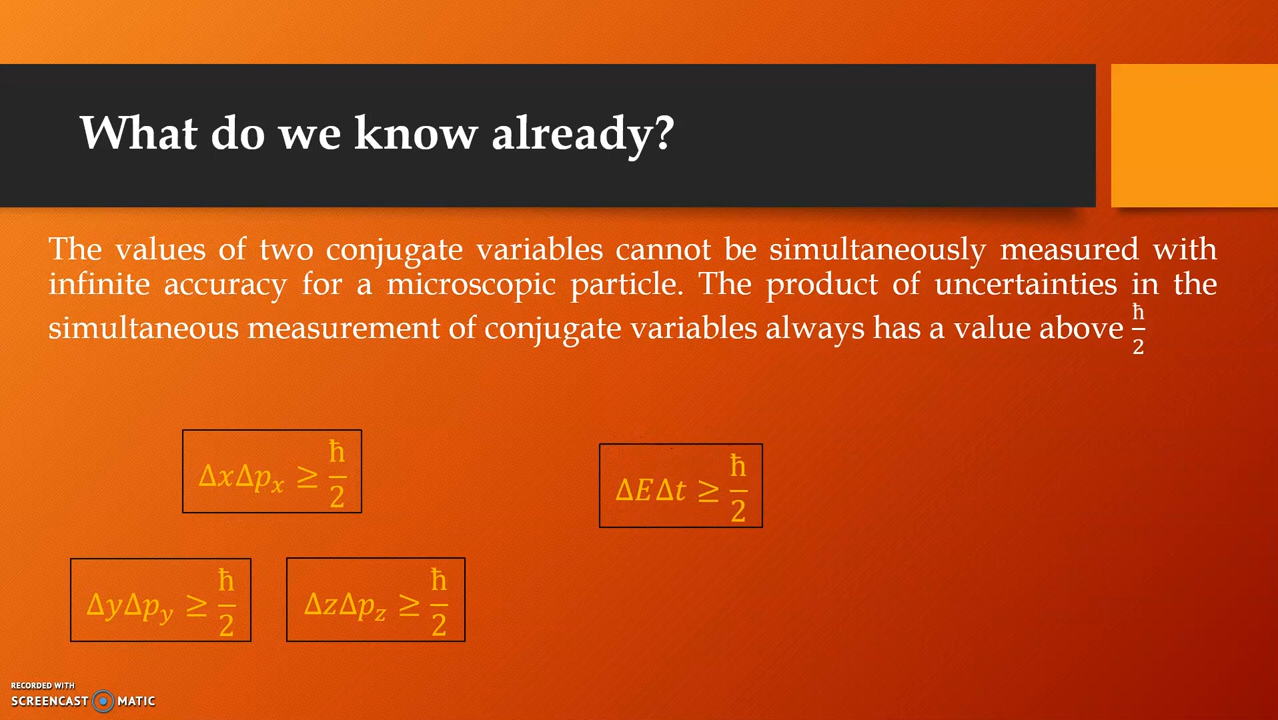 What do we know already?
The values of two conjugate variables cannot be simultaneously measured with
infinite accuracy for a microscopic particle. The product of uncertainties in the
simultaneous measurement of conjugate variables always has a value above ħ/2
ΔxΔpₓ ≥ ħ/2
ΔEΔt ≥ ħ/2
ΔyΔp_y ≥ ħ/2
ΔzΔp_z ≥ ħ/2
RECORDED WITH
SCREENCAST MATIC